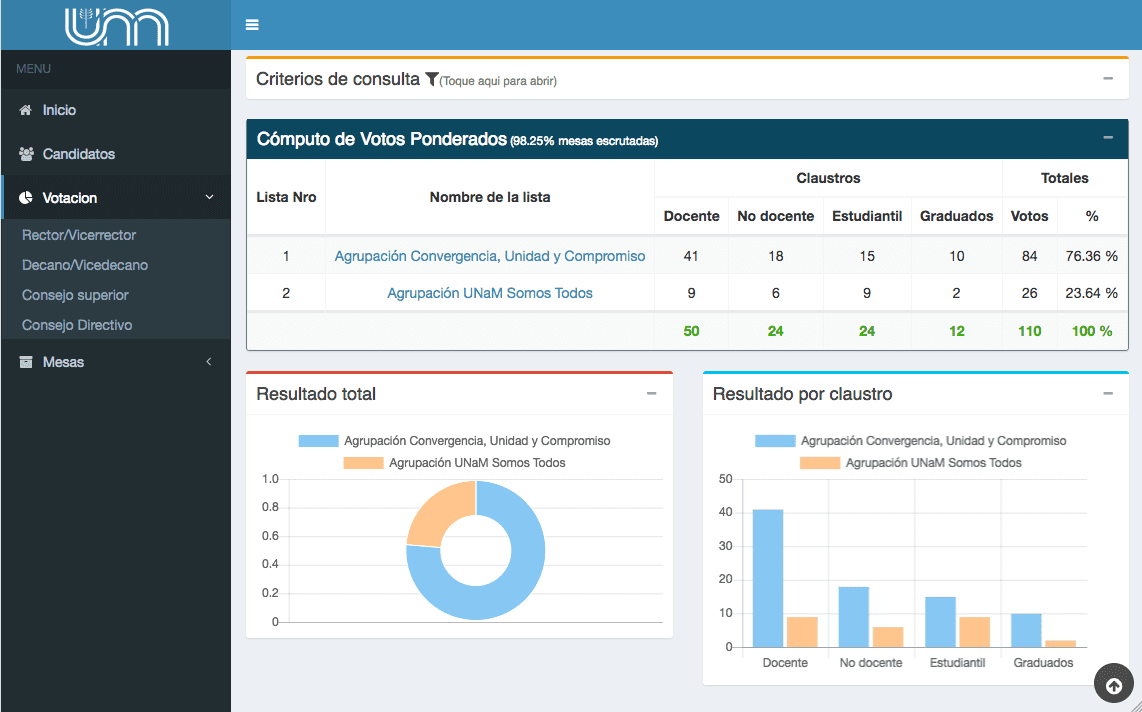 MENU
Inicio
Candidatos
Votacion
Rector/Vicerrector
Decano/Vicedecano
Consejo superior
Consejo Directivo
Mesas
Criterios de consulta (Toque aqui para abrir)
Cómputo de Votos Ponderados (98.25% mesas escrutadas)
Lista Nro Nombre de la lista Claustros Totales
Docente No docente Estudiantil Graduados Votos %
1 Agrupación Convergencia, Unidad y Compromiso 41 18 15 10 84 76.36 %
2 Agrupación UNaM Somos Todos 9 6 9 2 26 23.64 %
50 24 24 12 110 100 %
Resultado total
Agrupación Convergencia, Unidad y Compromiso
Agrupación UNaM Somos Todos
1.0
0.8
0.6
0.4
0.2
0
Resultado por claustro
Agrupación Convergencia, Unidad y Compromiso
Agrupación UNaM Somos Todos
50
40
30
20
10
0
Docente No docente Estudiantil Graduados